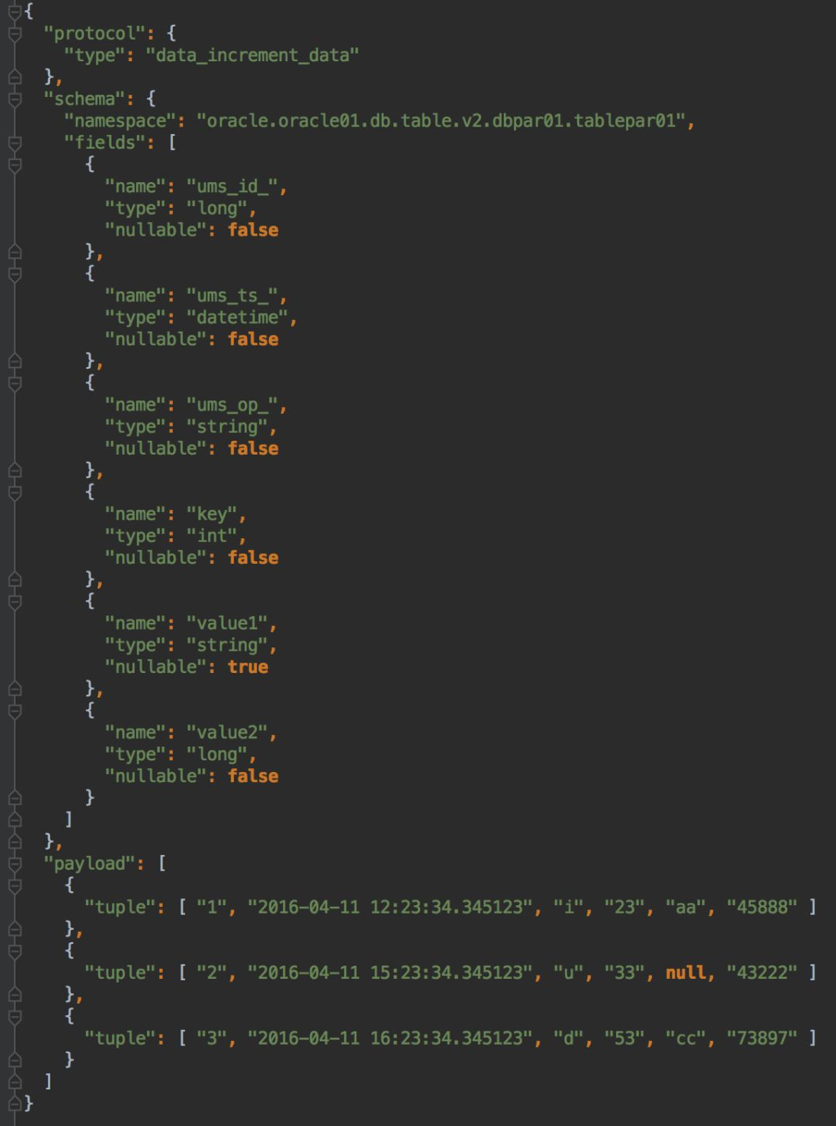 {
  "protocol": {
    "type": "data_increment_data"
  },
  "schema": {
    "namespace": "oracle.oracle01.db.table.v2.dbpar01.tablepar01",
    "fields": [
      {
        "name": "ums_id_",
        "type": "long",
        "nullable": false
      },
      {
        "name": "ums_ts_",
        "type": "datetime",
        "nullable": false
      },
      {
        "name": "ums_op_",
        "type": "string",
        "nullable": false
      },
      {
        "name": "key",
        "type": "int",
        "nullable": false
      },
      {
        "name": "value1",
        "type": "string",
        "nullable": true
      },
      {
        "name": "value2",
        "type": "long",
        "nullable": false
      }
    ]
  },
  "payload": [
    {
      "tuple": [ "1", "2016-04-11 12:23:34.345123", "i", "23", "aa", "45888" ]
    },
    {
      "tuple": [ "2", "2016-04-11 15:23:34.345123", "u", "33", null, "43222" ]
    },
    {
      "tuple": [ "3", "2016-04-11 16:23:34.345123", "d", "53", "cc", "73897" ]
    }
  ]
}